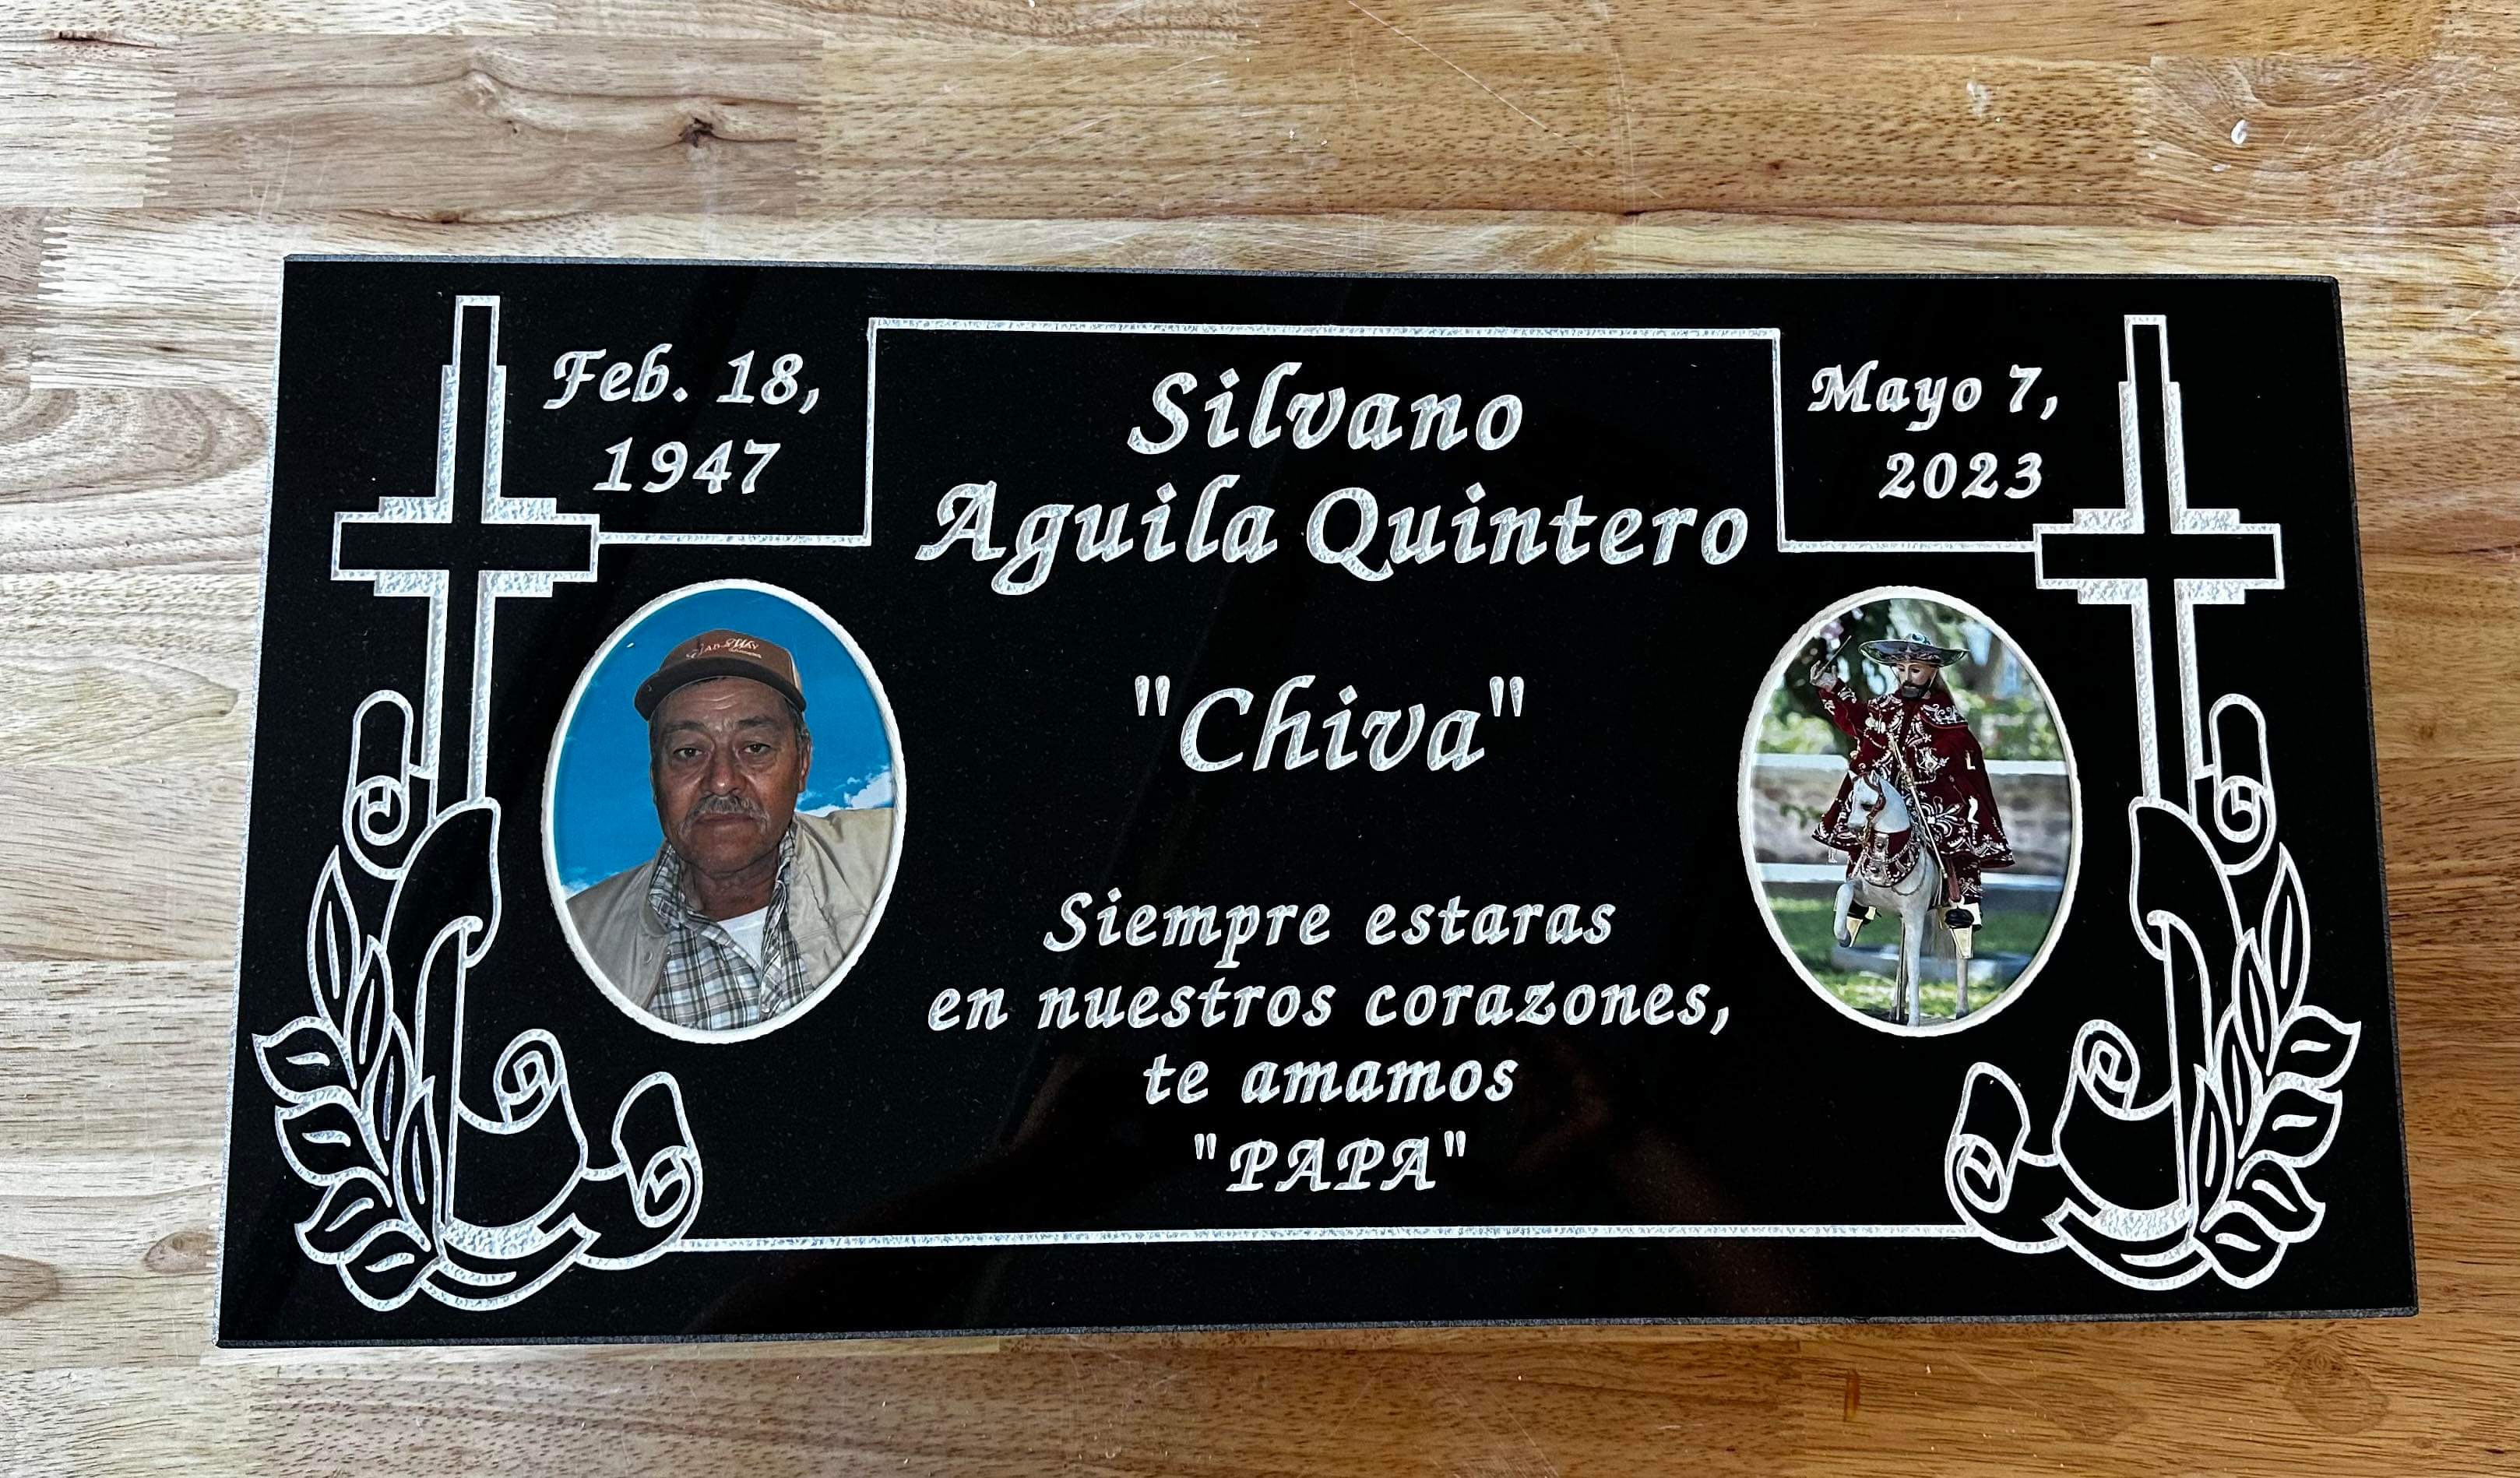 Feb. 18,
1947
Silvano
Aguila Quintero
Mayo 7,
2023
"Chiva"
Siempre estaras
en nuestros corazones,
te amamos
"PAPA"